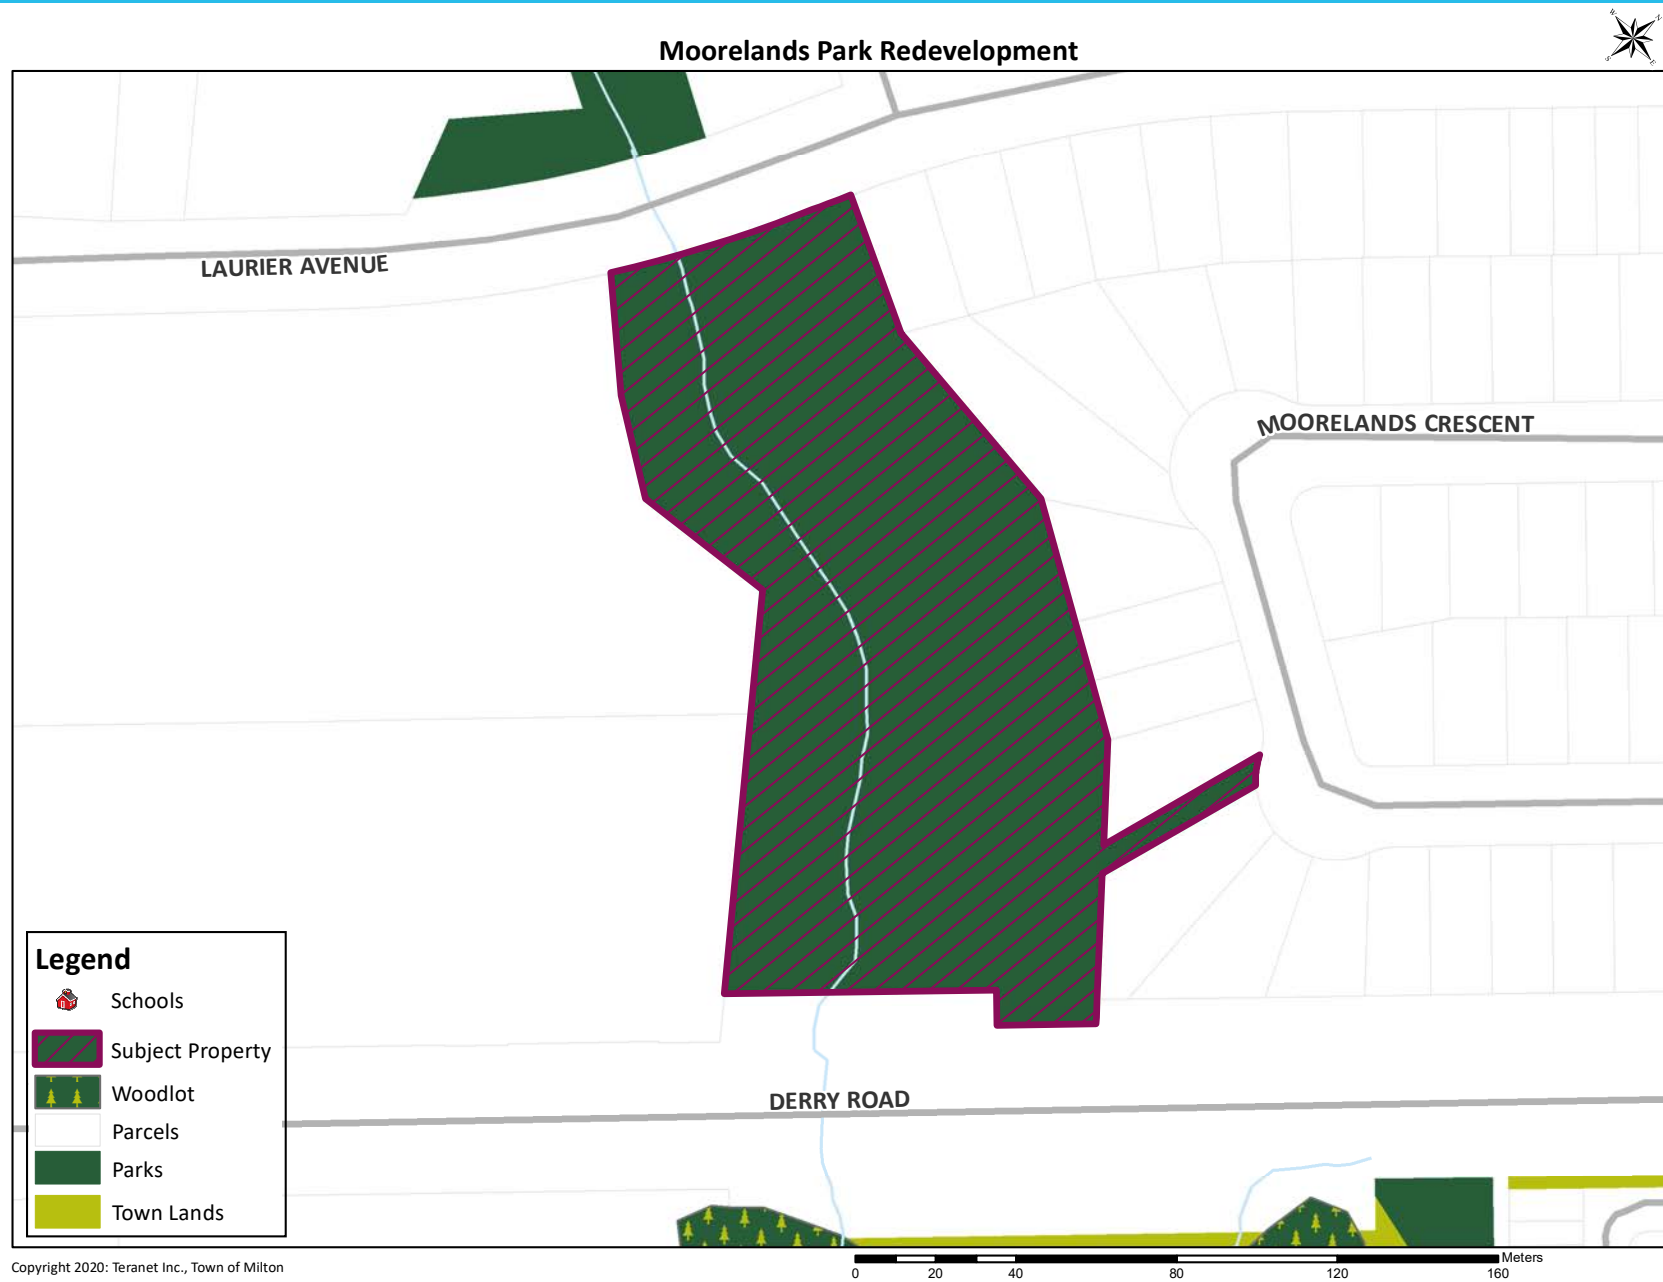 Moorelands Park Redevelopment
W
N
S
E
LAURIER AVENUE
MOORELANDS CRESCENT
Legend
Schools
Subject Property
Woodlot
Parcels
Parks
Town Lands
DERRY ROAD
Copyright 2020: Teranet Inc., Town of Milton
Meters
0 20 40 80 120 160